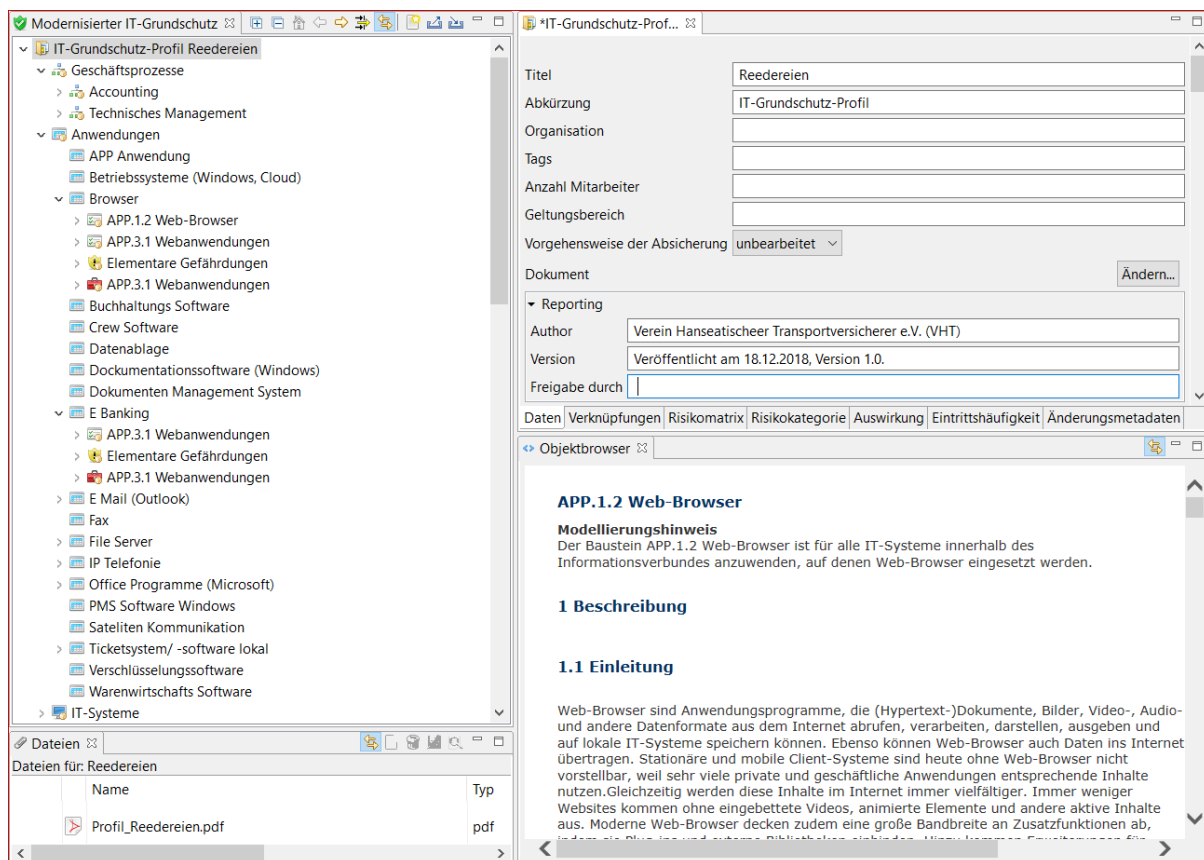 Modernisierter IT-Grundschutz
IT-Grundschutz-Profil Reedereien
Geschäftsprozesse
Accounting
Technisches Management
Anwendungen
APP Anwendung
Betriebssysteme (Windows, Cloud)
Browser
APP.1.2 Web-Browser
APP.3.1 Webanwendungen
Elementare Gefährdungen
APP.3.1 Webanwendungen
Buchhaltungs Software
Crew Software
Datenablage
Dockumentationssoftware (Windows)
Dokumenten Management System
E Banking
APP.3.1 Webanwendungen
Elementare Gefährdungen
APP.3.1 Webanwendungen
E Mail (Outlook)
Fax
File Server
IP Telefonie
Office Programme (Microsoft)
PMS Software Windows
Sateliten Kommunikation
Ticketsystem/ -software lokal
Verschlüsselungssoftware
Warenwirtschafts Software
IT-Systeme
Dateien
Dateien für: Reedereien
Name Typ
Profil_Reedereien.pdf pdf
*IT-Grundschutz-Prof...
Titel Reedereien
Abkürzung IT-Grundschutz-Profil
Organisation
Tags
Anzahl Mitarbeiter
Geltungsbereich
Vorgehensweise der Absicherung unbearbeitet
Dokument Ändern...
Reporting
Author Verein Hanseatischeer Transportversicherer e.V. (VHT)
Version Veröffentlicht am 18.12.2018, Version 1.0.
Freigabe durch
Daten Verknüpfungen Risikomatrix Risikokategorie Auswirkung Eintrittshäufigkeit Änderungsmetadaten
Objektbrowser
APP.1.2 Web-Browser
Modellierungshinweis
Der Baustein APP.1.2 Web-Browser ist für alle IT-Systeme innerhalb des
Informationsverbundes anzuwenden, auf denen Web-Browser eingesetzt werden.
1 Beschreibung
1.1 Einleitung
Web-Browser sind Anwendungsprogramme, die (Hypertext-)Dokumente, Bilder, Video-, Audio-
und andere Datenformate aus dem Internet abrufen, verarbeiten, darstellen, ausgeben und
auf lokale IT-Systeme speichern können. Ebenso können Web-Browser auch Daten ins Internet
übertragen. Stationäre und mobile Client-Systeme sind heute ohne Web-Browser nicht
vorstellbar, weil sehr viele private und geschäftliche Anwendungen entsprechende Inhalte
nutzen.Gleichzeitig werden diese Inhalte im Internet immer vielfältiger. Immer weniger
Websites kommen ohne eingebettete Videos, animierte Elemente und andere aktive Inhalte
aus. Moderne Web-Browser decken zudem eine große Bandbreite an Zusatzfunktionen ab,